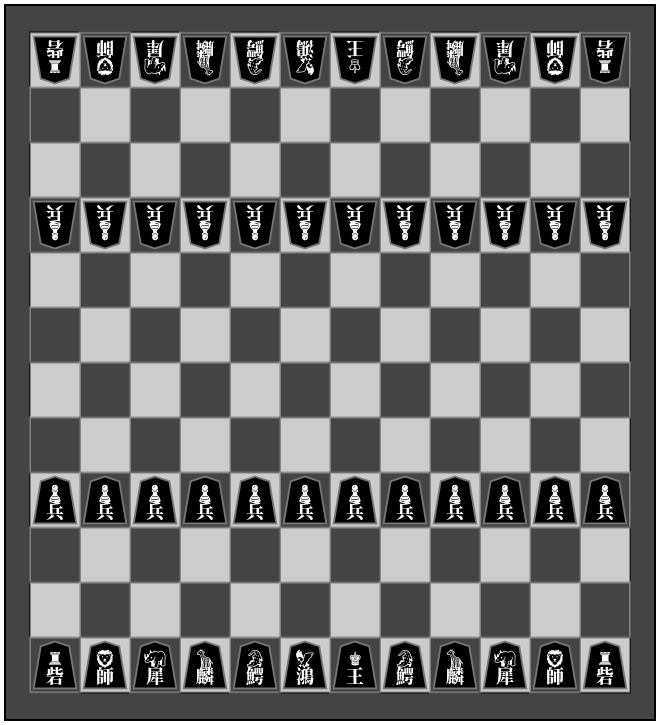 砦 師 犀 麟 鰐 鴻 王 鰐 麟 犀 師 砦
兵 兵 兵 兵 兵 兵 兵 兵 兵 兵 兵 兵
兵 兵 兵 兵 兵 兵 兵 兵 兵 兵 兵 兵
砦 師 犀 麟 鰐 鴻 王 鰐 麟 犀 師 砦